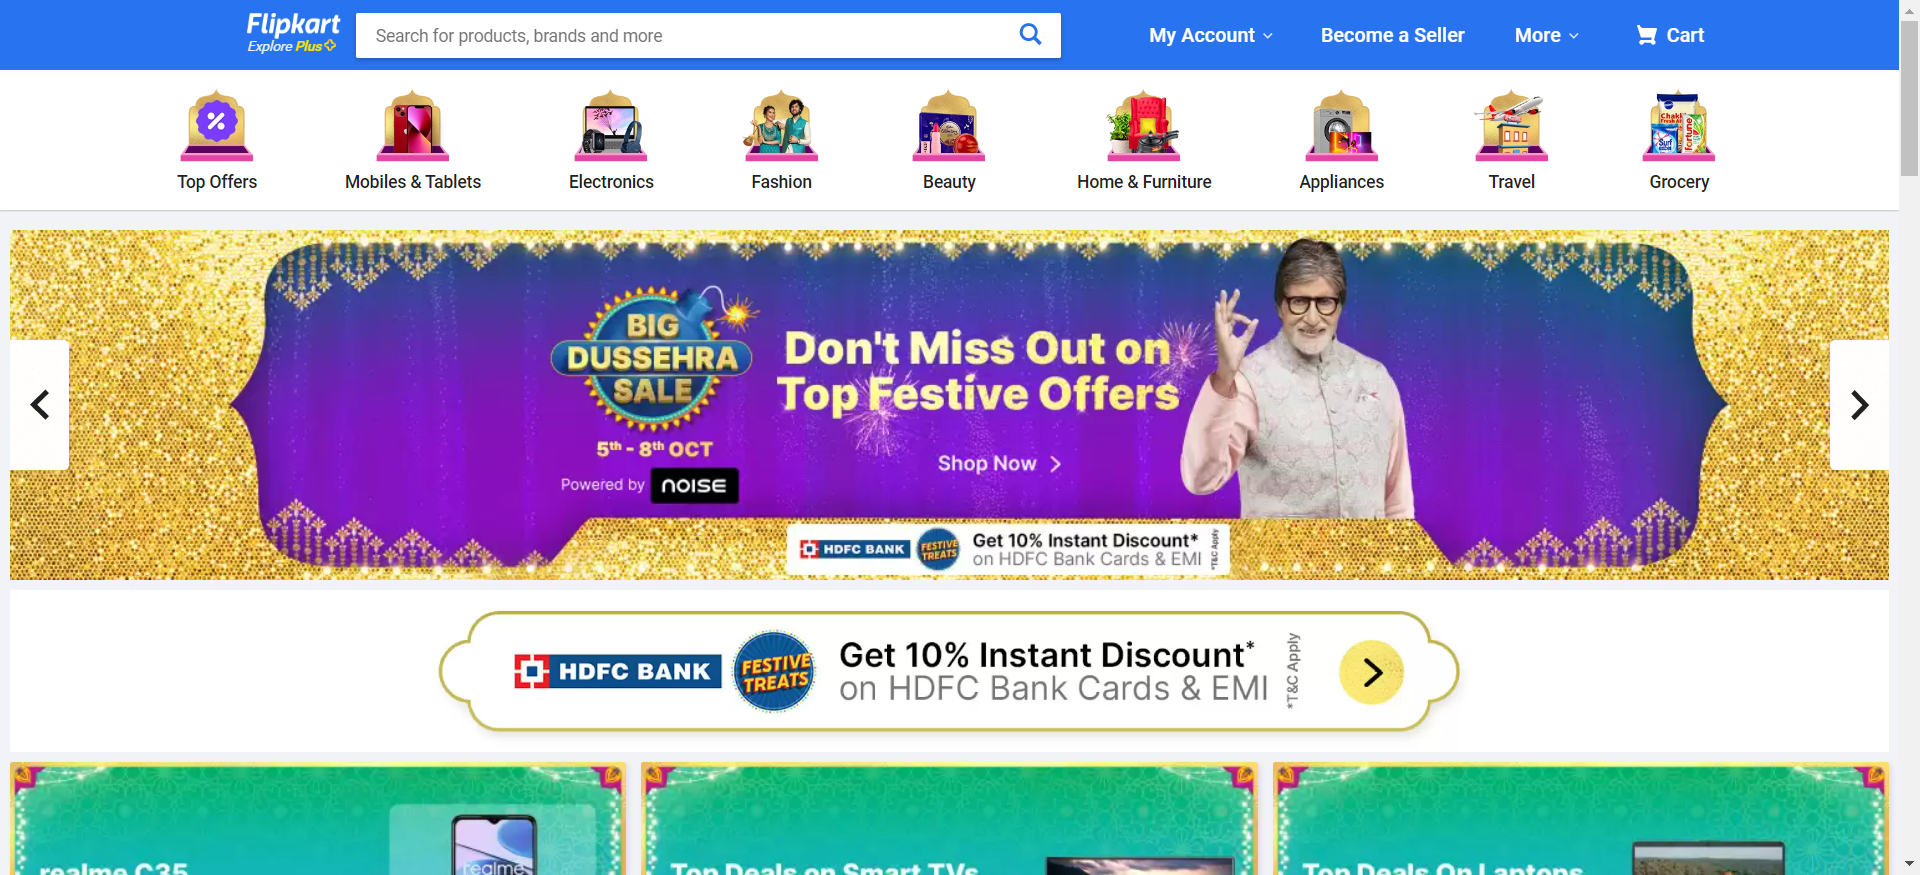 Flipkart
Explore Plus
Search for products, brands and more
My Account
Become a Seller
More
Cart
Top Offers
Mobiles & Tablets
Electronics
Fashion
Beauty
Home & Furniture
Appliances
Travel
Grocery
BIG
DUSSEHRA
SALE
5th - 8th OCT
Powered by NOISE
Don't Miss Out on
Top Festive Offers
Shop Now
HDFC BANK
FESTIVE
TREATS
Get 10% Instant Discount*
on HDFC Bank Cards & EMI
*T&C Apply
HDFC BANK
FESTIVE
TREATS
Get 10% Instant Discount*
on HDFC Bank Cards & EMI
*T&C Apply
realme C35
realme
Top Deals on Smart TVs
Top Deals On Laptops